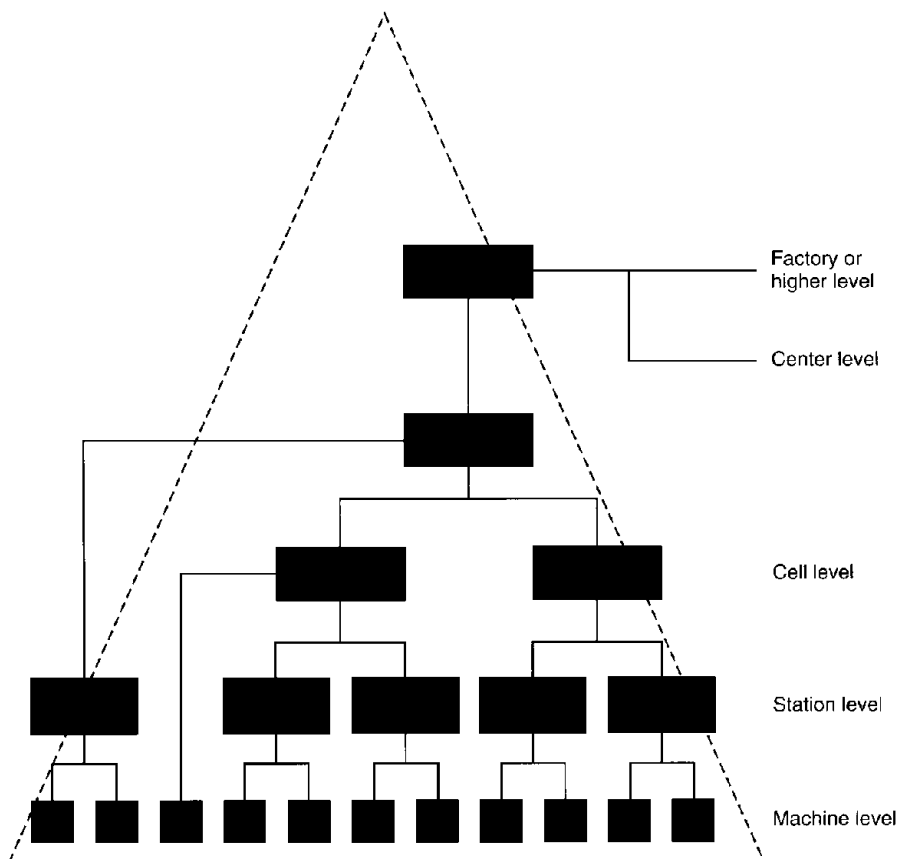 Factory or
higher level
Center level
Cell level
Station level
Machine level